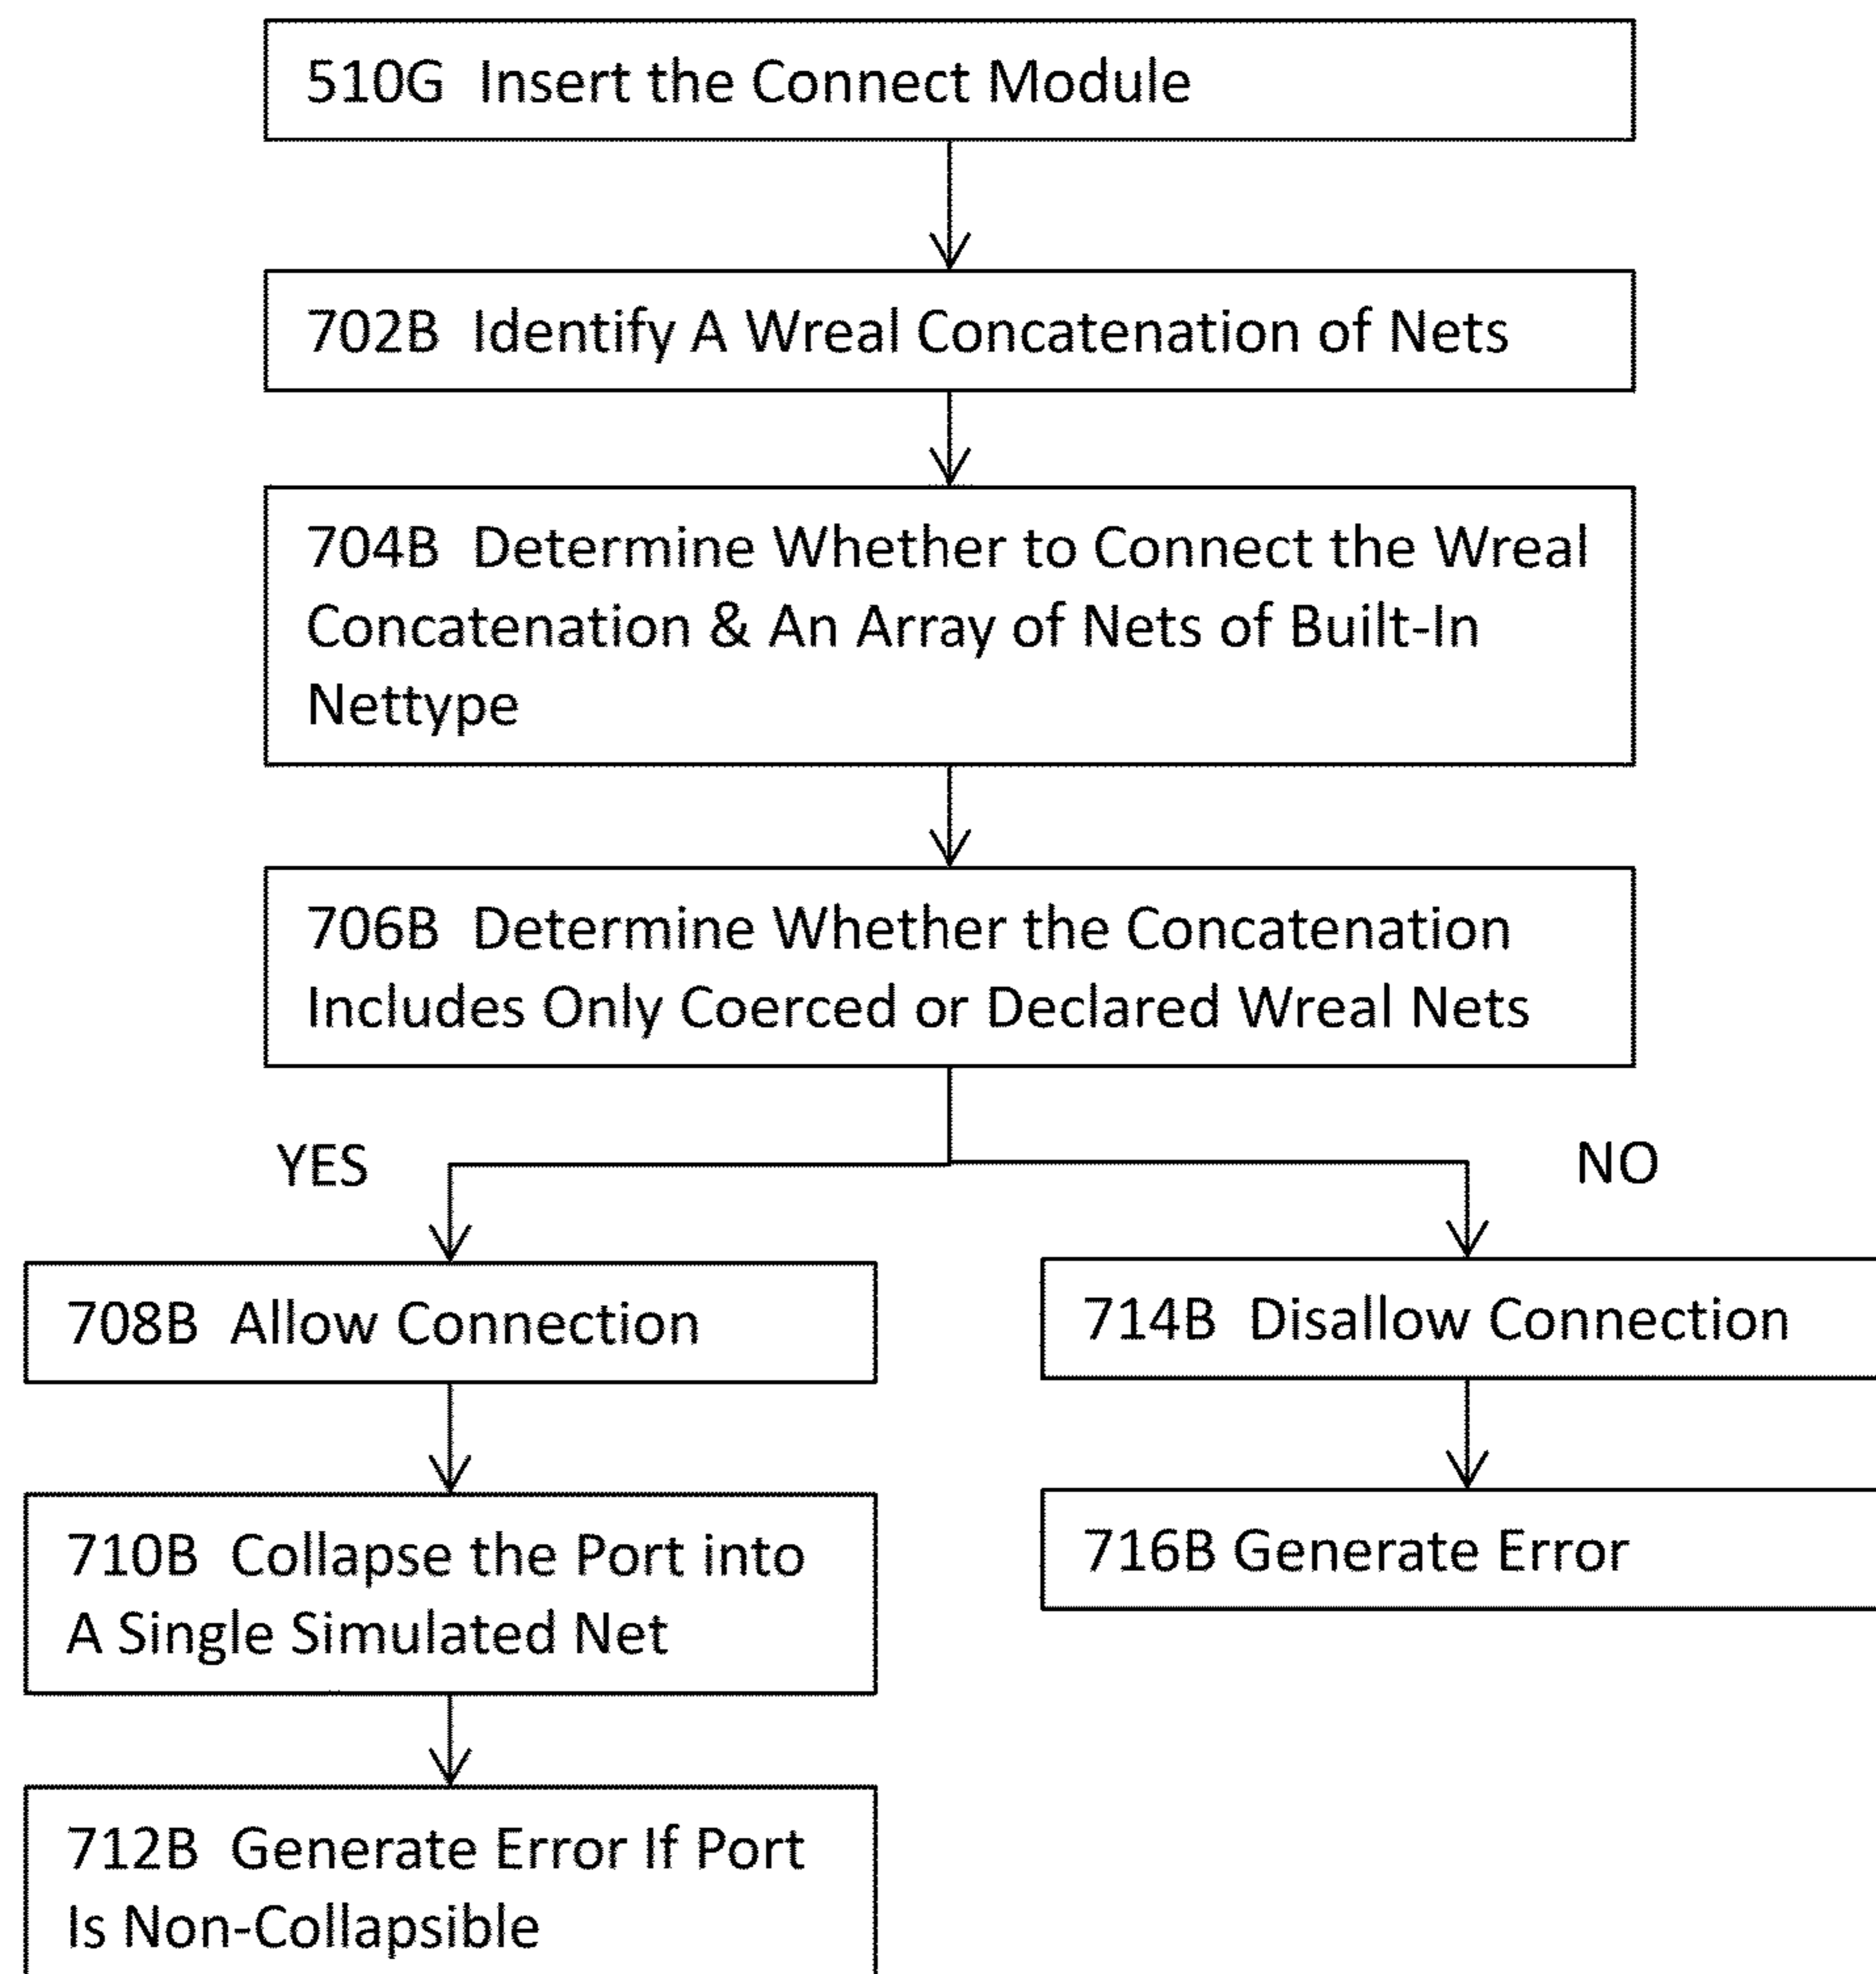 510G Insert the Connect Module
702B Identify A Wreal Concatenation of Nets
704B Determine Whether to Connect the Wreal
Concatenation & An Array of Nets of Built-In
Nettype
706B Determine Whether the Concatenation
Includes Only Coerced or Declared Wreal Nets
YES
NO
708B Allow Connection
714B Disallow Connection
710B Collapse the Port into
A Single Simulated Net
716B Generate Error
712B Generate Error If Port
Is Non-Collapsible